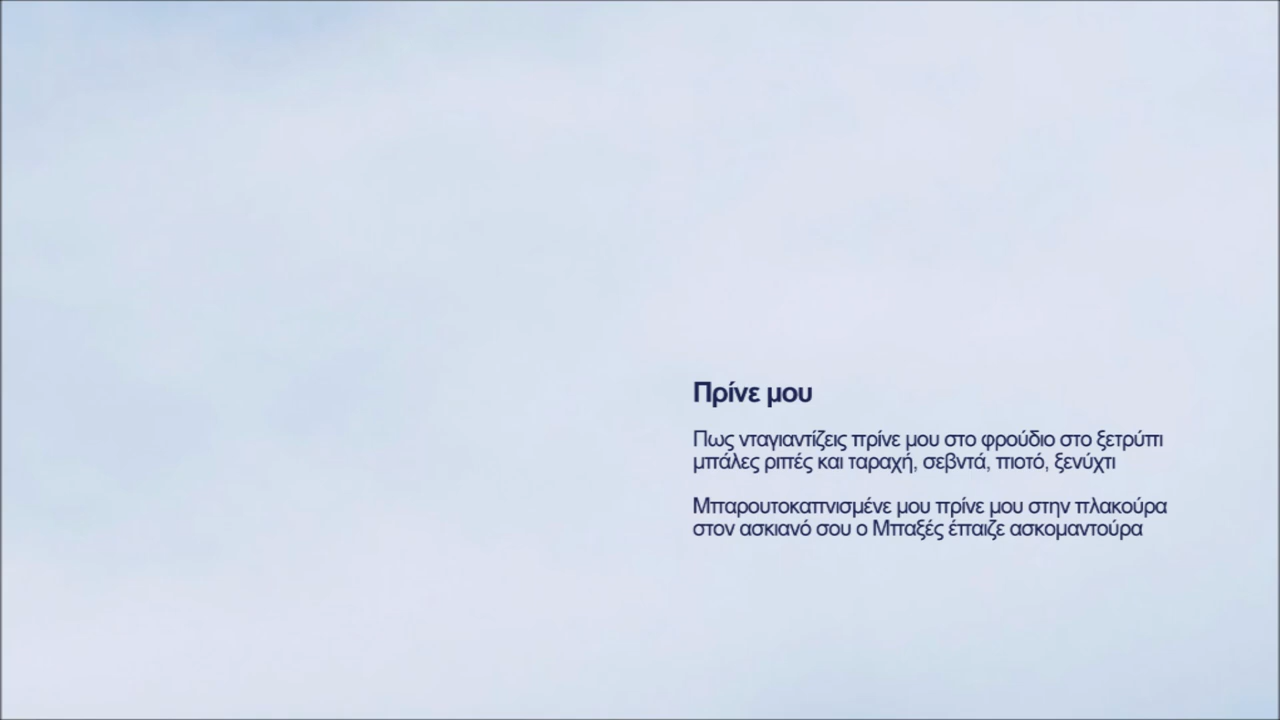 Πρίνε μου
Πως νταγιαντίζεις πρίνε μου στο φρούδιο στο ξετρύπι
μπάλες ριπές και ταραχή, σεβντά, πιοτό, ξενύχτι
Μπαρουτοκαπνισμένε μου πρίνε μου στην πλακούρα
στον ασκιανό σου ο Μπαξές έπαιζε ασκομαντούρα